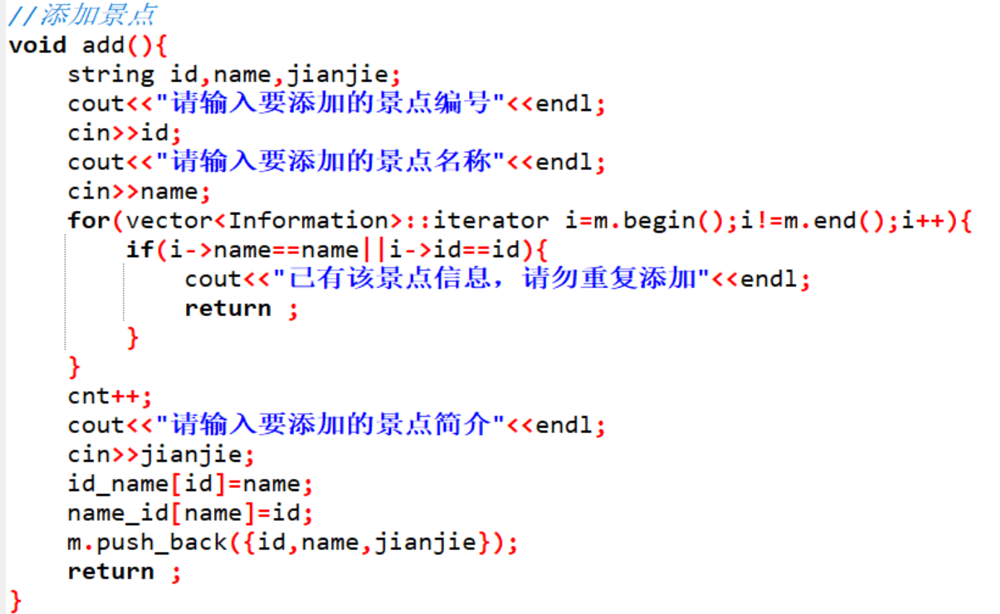 //添加景点
void add(){
string id,name,jianjie;
cout<<"请输入要添加的景点编号"<<endl;
cin>>id;
cout<<"请输入要添加的景点名称"<<endl;
cin>>name;
for(vector<Information>::iterator i=m.begin();i!=m.end();i++){
if(i->name==name||i->id==id){
cout<<"已有该景点信息，请勿重复添加"<<endl;
return ;
}
}
cnt++;
cout<<"请输入要添加的景点简介"<<endl;
cin>>jianjie;
id_name[id]=name;
name_id[name]=id;
m.push_back({id,name,jianjie});
return ;
}